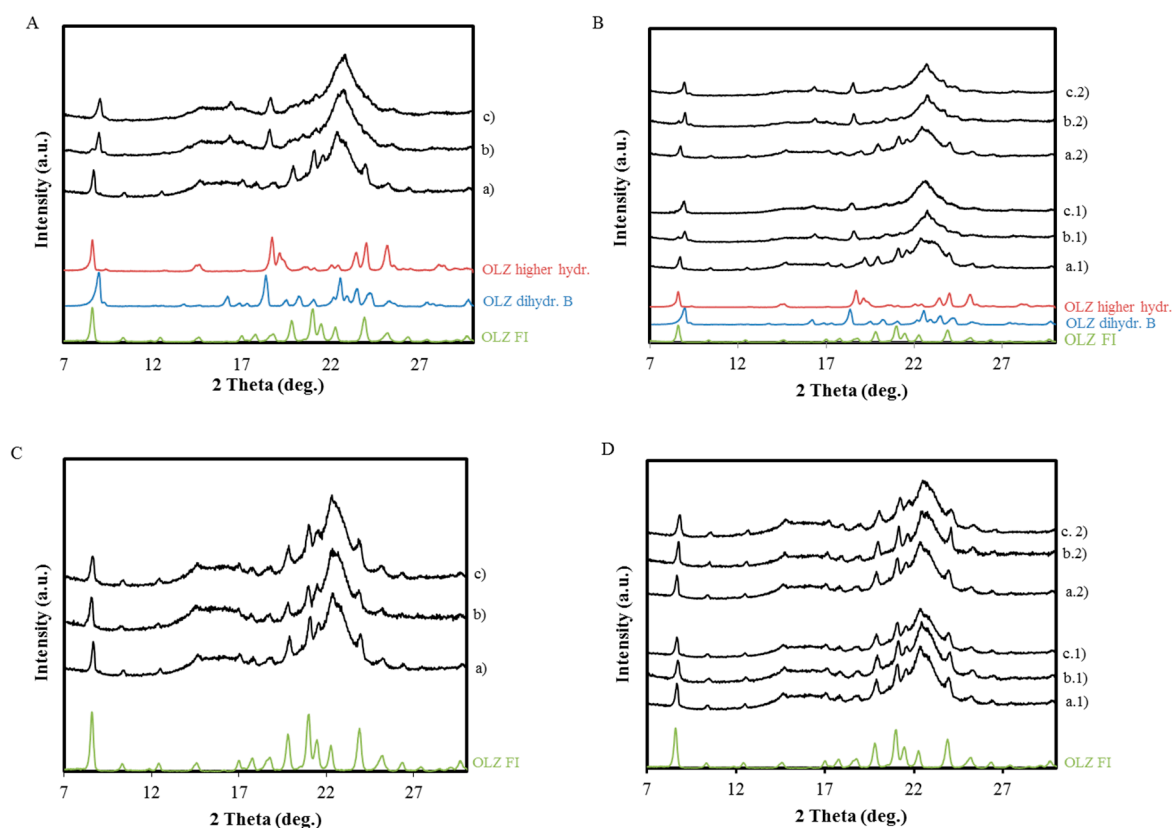 A
Intensity (a.u.)
c)
b)
a)
OLZ higher hydr.
OLZ dihydr. B
OLZ FI
7 12 17 22 27
2 Theta (deg.)
B
Intensity (a.u.)
c.2)
b.2)
a.2)
c.1)
b.1)
a.1)
OLZ higher hydr.
OLZ dihydr. B
OLZ FI
7 12 17 22 27
2 Theta (deg.)
C
Intensity (a.u.)
c)
b)
a)
OLZ FI
7 12 17 22 27
2 Theta (deg.)
D
Intensity (a.u.)
c. 2)
b.2)
a.2)
c.1)
b.1)
a.1)
OLZ FI
7 12 17 22 27
2 Theta (deg.)